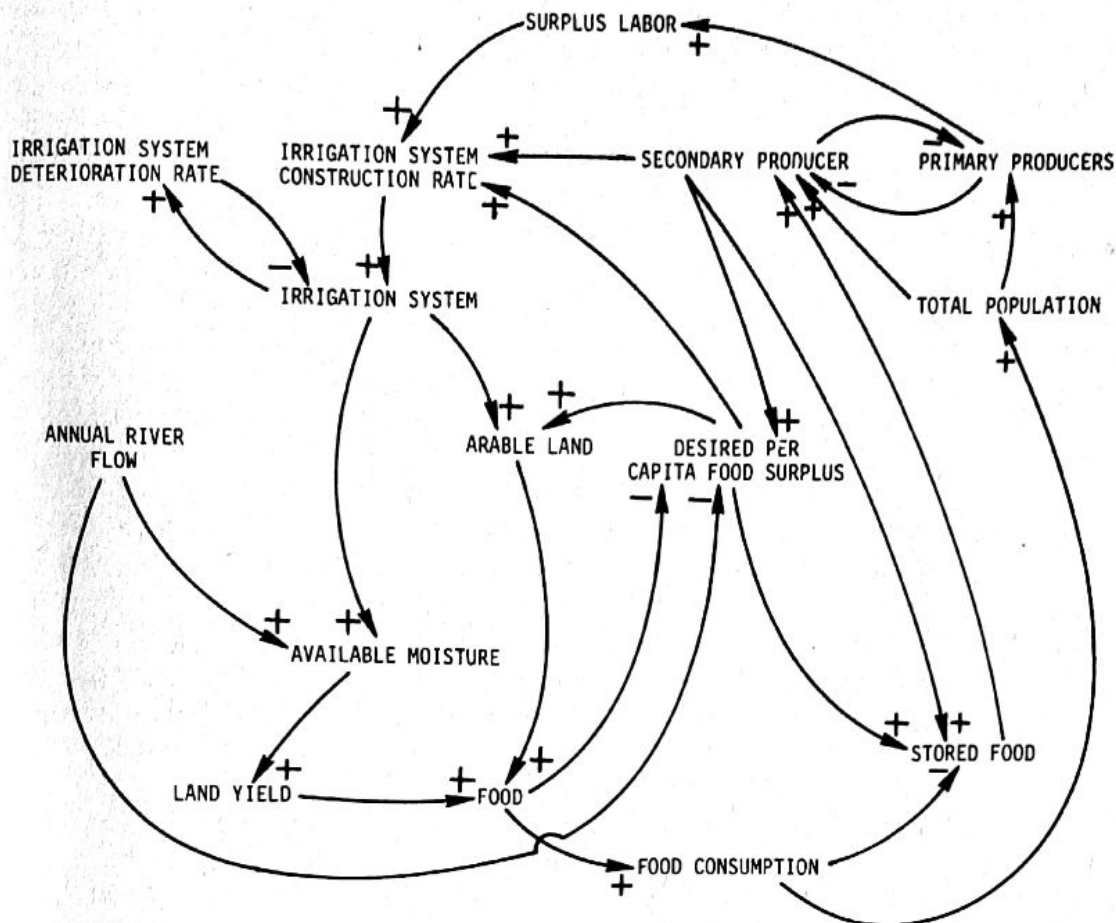 SURPLUS LABOR
+
+
IRRIGATION SYSTEM
DETERIORATION RATE
+
IRRIGATION SYSTEM
CONSTRUCTION RATE
+
+
SECONDARY PRODUCER
−
−
PRIMARY PRODUCERS
+
+
+
−
+
IRRIGATION SYSTEM
TOTAL POPULATION
+
ANNUAL RIVER
FLOW
+
+
ARABLE LAND
+
DESIRED PER
CAPITA FOOD SURPLUS
−
−
+
+
AVAILABLE MOISTURE
+
+
STORED FOOD
−
LAND YIELD
+
+
+
FOOD
FOOD CONSUMPTION
+